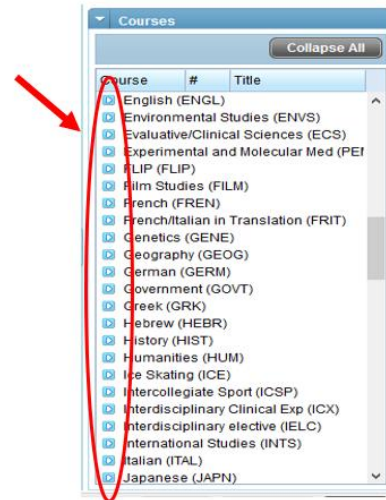 Courses
Collapse All
Course # Title
English (ENGL)
Environmental Studies (ENVS)
Evaluative/Clinical Sciences (ECS)
Experimental and Molecular Med (PEM
FLIP (FLIP)
Film Studies (FILM)
French (FREN)
French/Italian in Translation (FRIT)
Genetics (GENE)
Geography (GEOG)
German (GERM)
Government (GOVT)
Greek (GRK)
Hebrew (HEBR)
History (HIST)
Humanities (HUM)
Ice Skating (ICE)
Intercollegiate Sport (ICSP)
Interdisciplinary Clinical Exp (ICX)
Interdisciplinary elective (IELC)
International Studies (INTS)
Italian (ITAL)
Japanese (JAPN)